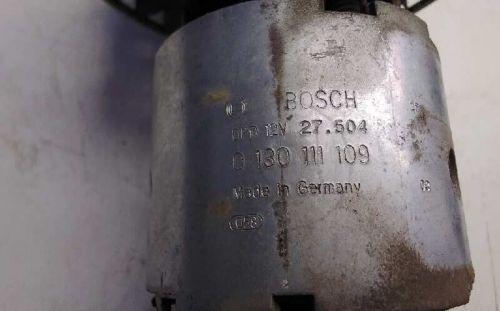 BOSCH
12V 27.504
0 130 111 109
Made in Germany